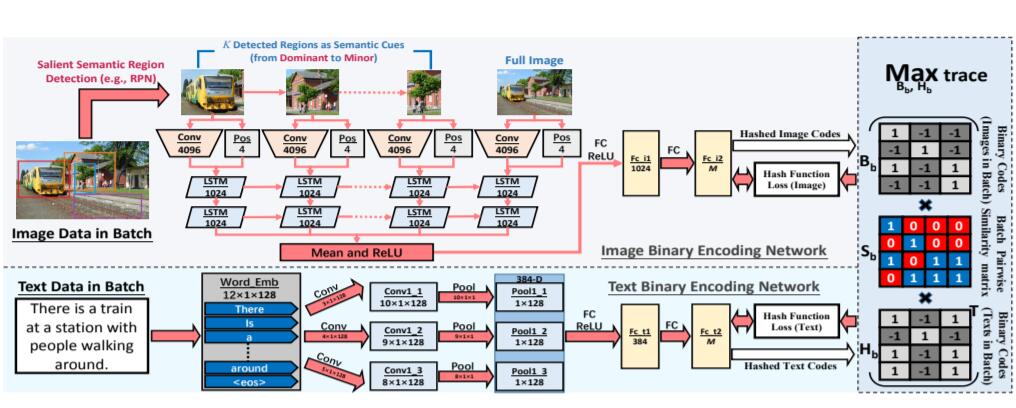 K Detected Regions as Semantic Cues
(from Dominant to Minor)
Full Image
Salient Semantic Region
Detection (e.g., RPN)
Image Data in Batch
Conv
4096
Pos
4
Conv
4096
Pos
4
Conv
4096
Pos
4
Conv
4096
Pos
4
LSTM
1024
LSTM
1024
LSTM
1024
LSTM
1024
LSTM
1024
LSTM
1024
LSTM
1024
LSTM
1024
Mean and ReLU
FC
ReLU
Fc_i1
1024
FC
Fc_i2
M
Hashed Image Codes
Hash Function
Loss (Image)
Image Binary Encoding Network
Text Data in Batch
There is a train
at a station with
people walking
around.
Word_Emb
12×1×128
There
Is
a
around
<eos>
Conv
3×1×128
Conv
4×1×128
Conv
5×1×128
Conv1_1
10×1×128
Conv1_2
9×1×128
Conv1_3
8×1×128
Pool
10×1×1
Pool
9×1×1
Pool
8×1×1
384-D
Pool1_1
1×128
Pool1_2
1×128
Pool1_3
1×128
FC
ReLU
Fc_t1
384
FC
Fc_t2
M
Text Binary Encoding Network
Hash Function
Loss (Text)
Hashed Text Codes
Max trace
Bb, Hb
Bb
1 -1 -1
-1 1 -1
-1 -1 1
-1 -1 1
Binary Codes
(Images in Batch)
×
Sb
1 0 0 0
0 1 0 0
1 0 1 1
0 1 1 1
Batch Pairwise
Similarity matrix
×
T
Hb
1 -1 1
-1 1 -1
1 -1 1
1 -1 1
Binary Codes
(Texts in Batch)